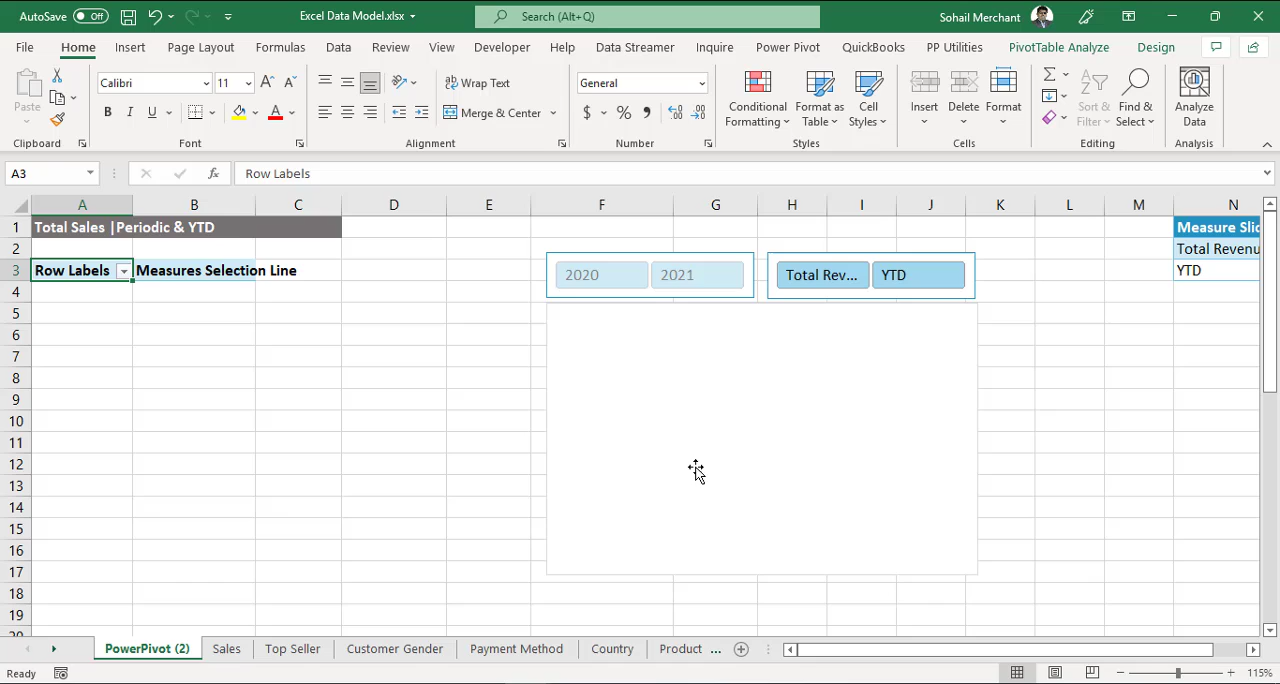 AutoSave Off Excel Data Model.xlsx Search (Alt+Q) Sohail Merchant
File Home Insert Page Layout Formulas Data Review View Developer Help Data Streamer Inquire Power Pivot QuickBooks PP Utilities PivotTable Analyze Design
Paste
Clipboard
Calibri 11
B I U
Font
Wrap Text
Merge & Center
Alignment
General
$ % ,
Number
Conditional Formatting
Format as Table
Cell Styles
Styles
Insert
Delete
Format
Cells
Sort & Filter
Find & Select
Editing
Analyze Data
Analysis
A3 fx Row Labels
A B C D E F G H I J K L M N
1 Total Sales |Periodic & YTD Measure Slic
2 Total Revenu
3 Row Labels Measures Selection Line YTD
2020 2021 Total Rev... YTD
4
5
6
7
8
9
10
11
12
13
14
15
16
17
18
19
PowerPivot (2) Sales Top Seller Customer Gender Payment Method Country Product ...
Ready 115%